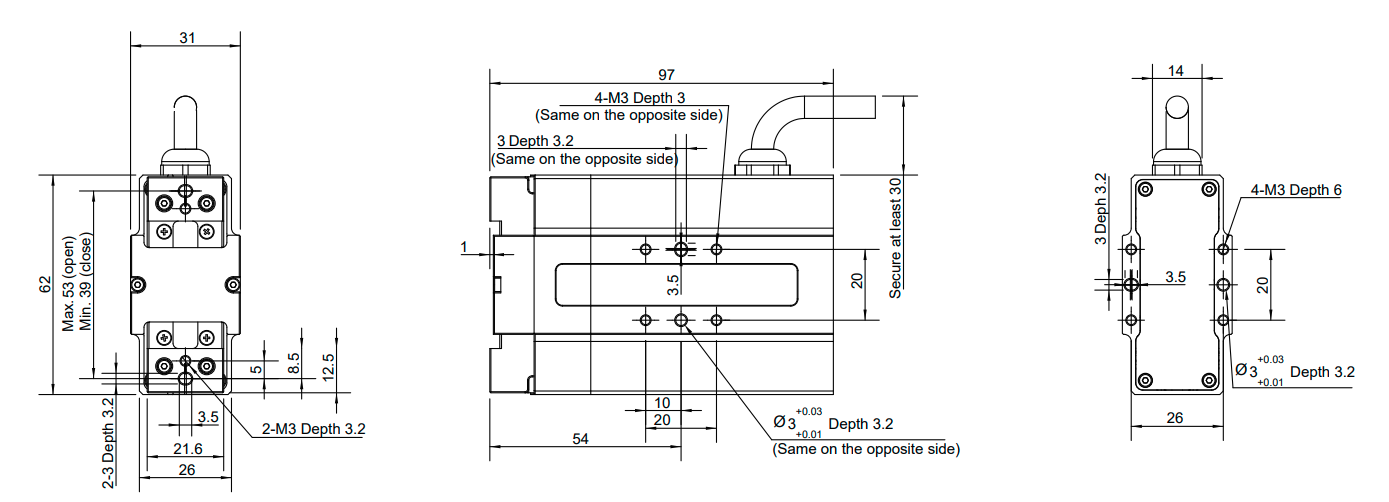 31
62
Max. 53 (open)
Min. 39 (close)
2-3 Depth 3.2
3.5
21.6
26
5
8.5
12.5
2-M3 Depth 3.2
97
4-M3 Depth 3
(Same on the opposite side)
3 Depth 3.2
(Same on the opposite side)
1
3.5
20
Secure at least 30
10
20
54
Ø3 +0.03 +0.01 Depth 3.2
(Same on the opposite side)
14
3 Deph 3.2
4-M3 Depth 6
3.5
20
Ø3 +0.03 +0.01 Depth 3.2
26